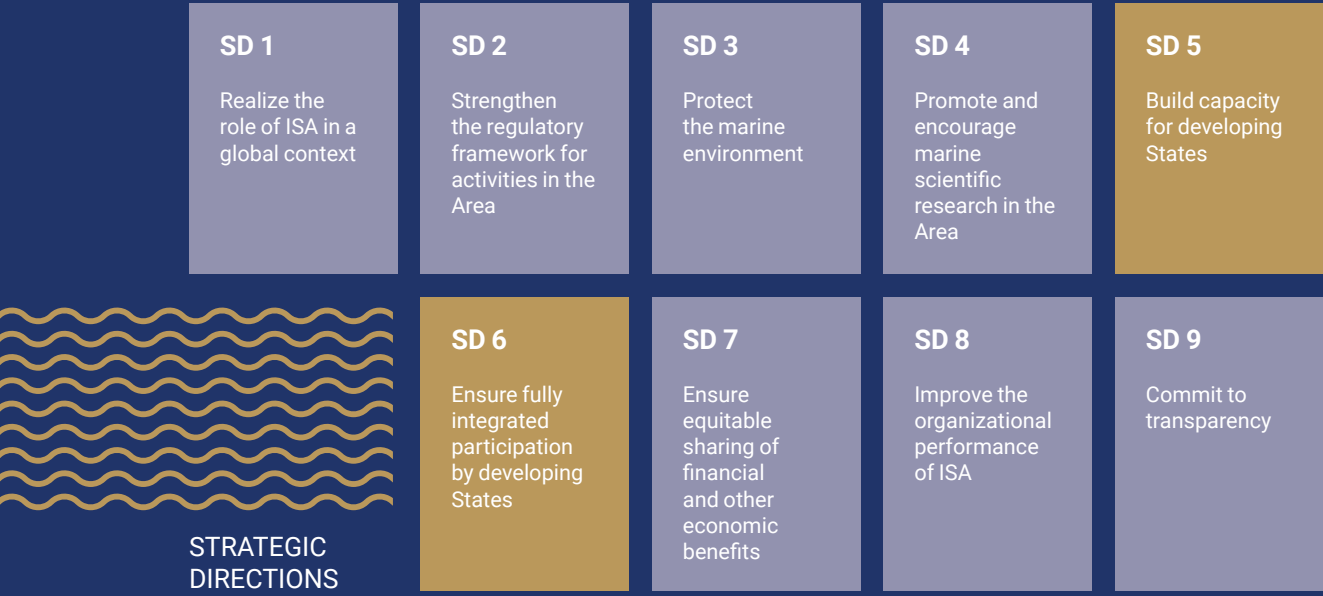 SD 1
Realize the
role of ISA in a
global context
SD 2
Strengthen
the regulatory
framework for
activities in the
Area
SD 3
Protect
the marine
environment
SD 4
Promote and
encourage
marine
scientific
research in the
Area
SD 5
Build capacity
for developing
States
STRATEGIC
DIRECTIONS
SD 6
Ensure fully
integrated
participation
by developing
States
SD 7
Ensure
equitable
sharing of
financial
and other
economic
benefits
SD 8
Improve the
organizational
performance
of ISA
SD 9
Commit to
transparency